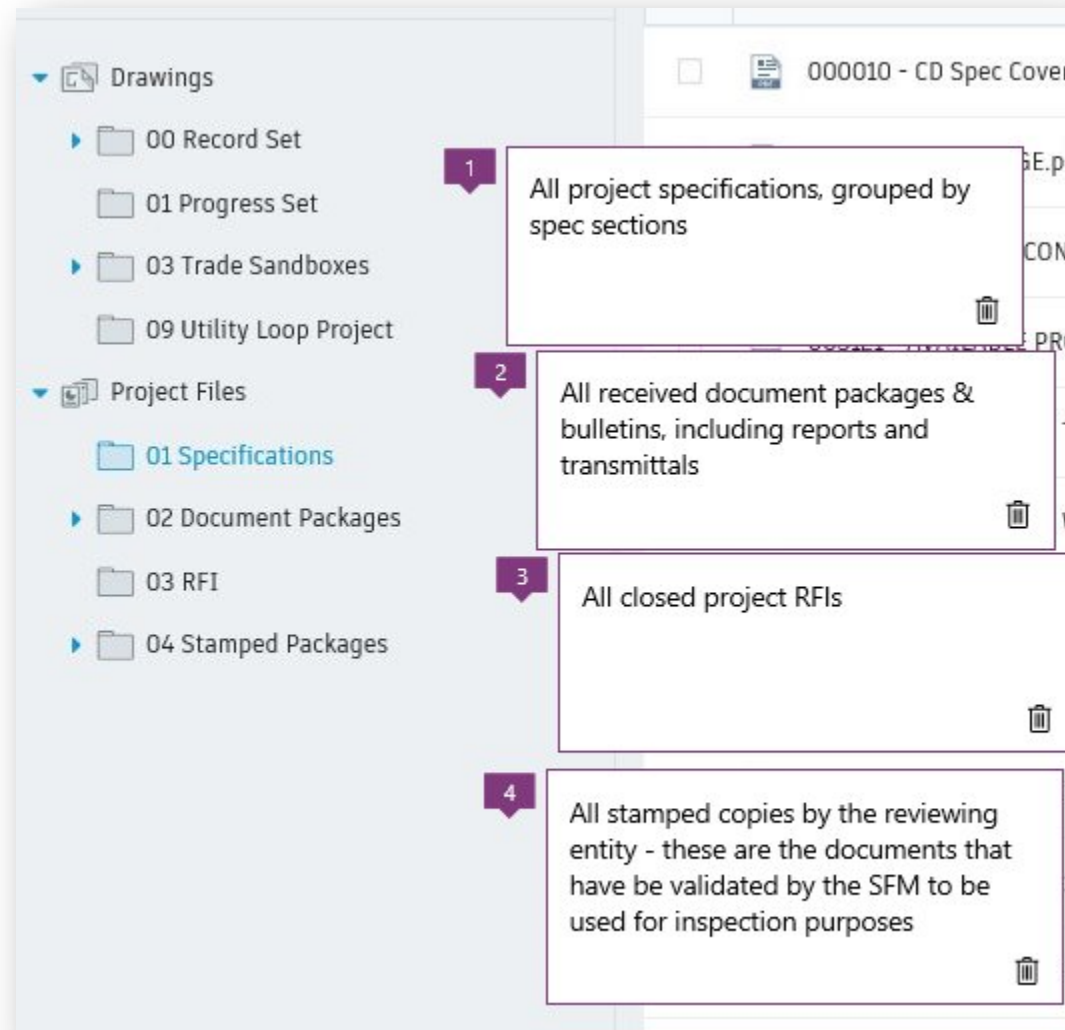 Drawings
00 Record Set
01 Progress Set
03 Trade Sandboxes
09 Utility Loop Project
Project Files
01 Specifications
02 Document Packages
03 RFI
04 Stamped Packages
000010 - CD Spec Cover
GE.p
CON
PRO
1
All project specifications, grouped by
spec sections
2
All received document packages &
bulletins, including reports and
transmittals
3
All closed project RFIs
4
All stamped copies by the reviewing
entity - these are the documents that
have be validated by the SFM to be
used for inspection purposes